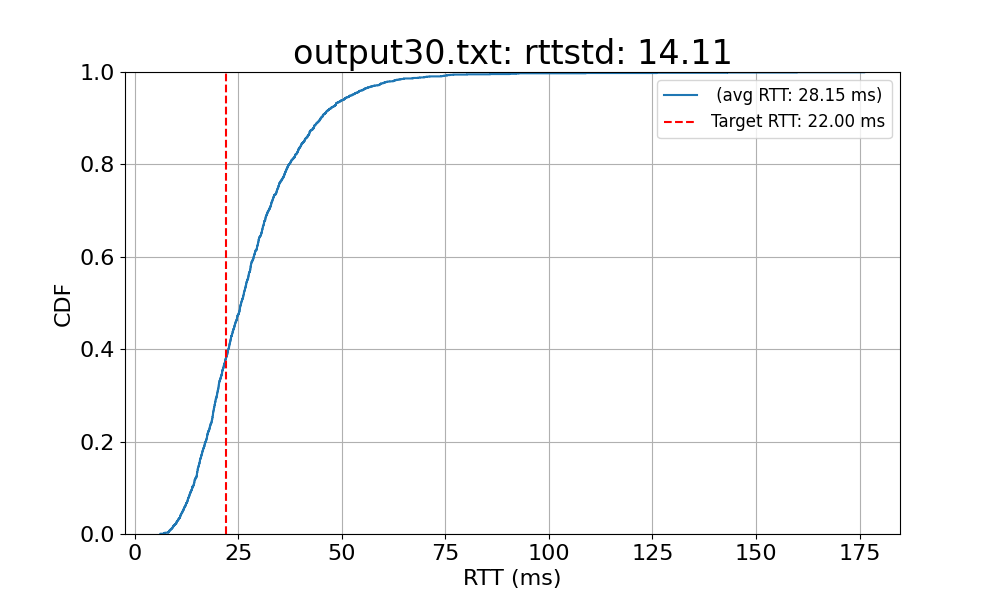 output30.txt: rttstd: 14.11
(avg RTT: 28.15 ms)
Target RTT: 22.00 ms
1.0
0.8
0.6
0.4
0.2
0.0
CDF
0 25 50 75 100 125 150 175
RTT (ms)